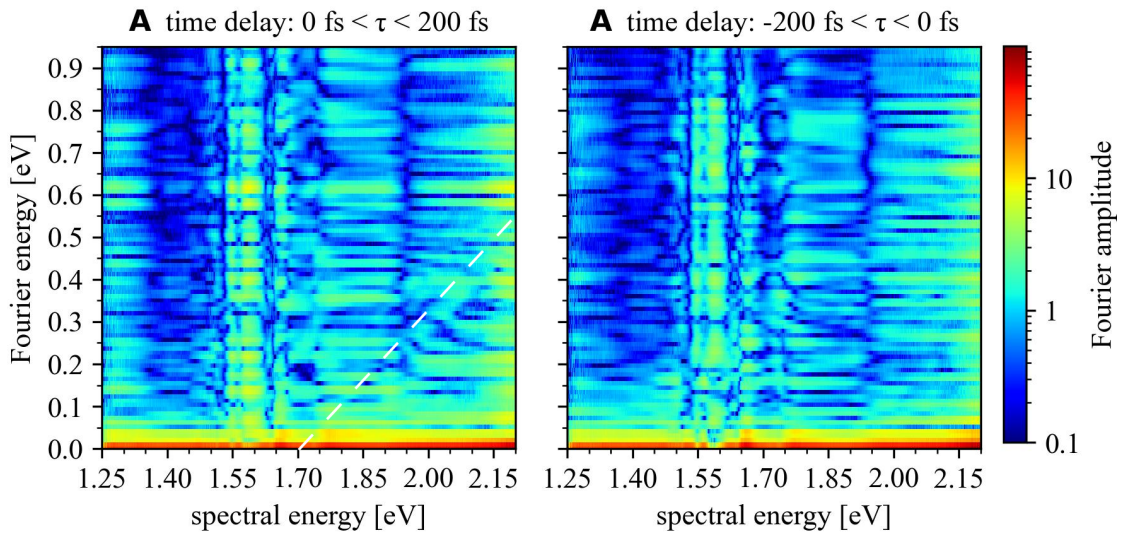 A time delay: 0 fs < τ < 200 fs
A time delay: -200 fs < τ < 0 fs
Fourier energy [eV]
0.9
0.8
0.7
0.6
0.5
0.4
0.3
0.2
0.1
0.0
1.25 1.40 1.55 1.70 1.85 2.00 2.15
spectral energy [eV]
1.25 1.40 1.55 1.70 1.85 2.00 2.15
spectral energy [eV]
10
1
0.1
Fourier amplitude